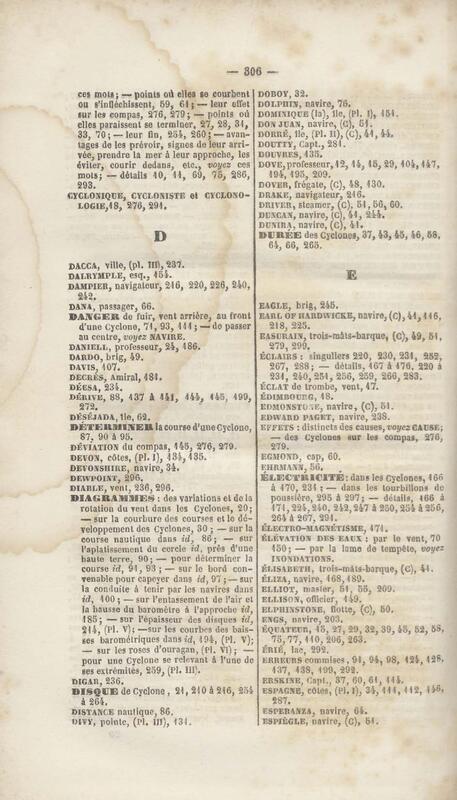 — 306 —
ces mots; — points où elles se courbent
ou s'infléchissent, 59, 61; — leur effet
sur les compas, 276, 279; — points où
elles paraissent se terminer, 27, 28, 31,
33, 70; — leur fin, 254, 260; — avan-
tages de les prévoir, signes de leur arri-
vée, prendre la mer à leur approche, les
éviter, courir dedans, etc., voyez ces
mots; — détails 40, 41, 69, 75, 286,
293.
CYCLONIQUE, CYCLONISTE et CYCLONO-
LOGIE, 18, 276, 291.
D
DACCA, ville, (pl. III), 237.
DALRYMPLE, esq., 154.
DAMPIER, navigateur, 216, 220, 226, 240,
242.
DANA, passager, 66.
DANGER de fuir, vent arrière, au front
d'une Cyclone, 71, 93, 111; — de passer
au centre, voyez NAVIRE.
DANIELL, professeur, 24, 186.
DARDO, brig, 49.
DAVIS, 107.
DECRÈS, Amiral, 181.
DÉESA, 234.
DÉRIVE, 88, 137 à 141, 144, 145, 199,
272.
DÉSÉJADA, île, 62.
DÉTERMINER la course d'une Cyclone,
87, 90 à 95.
DÉVIATION du compas, 145, 276, 279.
DEVON, côtes, (Pl. I), 134, 135.
DEVONSHIRE, navire, 34.
DEWPOINT, 296.
DIABLE, vent, 236, 296.
DIAGRAMMES : des variations et de la
rotation du vent dans les Cyclones, 20;
— sur la courbure des courses et le dé-
veloppement des Cyclones, 30; — sur la
course nautique dans id, 86; — sur
l'aplatissement du cercle id, près d'une
haute terre, 90; — pour déterminer la
course id, 91, 93; — sur le bord con-
venable pour capeyer dans id, 97; — sur
la conduite à tenir par les navires dans
id, 100; — sur l'entassement de l'air et
la hausse du baromètre à l'approche id,
185; — sur l'épaisseur des disques id,
214, (Pl. V); — sur les courbes des bais-
ses barométriques dans id, 194, (Pl. V);
— sur les roses d'ouragan, (Pl. VI); —
pour une Cyclone se relevant à l'une de
ses extrémités, 259, (Pl. III).
DIGAR, 236.
DISQUE de Cyclone, 21, 210 à 216, 254
à 264.
DISTANCE nautique, 86.
DIVY, pointe, (Pl. III), 131.
DOBOY, 32.
DOLPHIN, navire, 76.
DOMINIQUE (la), île, (Pl. I), 151.
DON JUAN, navire, (C), 51.
DORRÉ, île, (Pl. II), (C), 41, 44.
DOUTTY, Capt., 281.
DOUVRES, 135.
DOVE, professeur, 12, 14, 15, 29, 104, 147,
194, 195, 209.
DOVER, frégate, (C), 48, 130.
DRAKE, navigateur, 216.
DRIVER, steamer, (C), 51, 56, 60.
DUNCAN, navire, (C), 41, 244.
DUNIRA, navire, (C), 41.
DURÉE des Cyclones, 37, 43, 45, 46, 58,
64, 66, 265.
E
EAGLE, brig, 245.
EARL OF HARDWICKE, navire, (C), 41, 116,
218, 225.
EASURAIN, trois-mâts-barque, (C), 49, 51,
279, 299.
ÉCLAIRS : singuliers 220, 230, 231, 252,
267, 288; — détails, 167 à 176, 220 à
231, 240, 251, 256, 259, 266, 283.
ÉCLAT de trombe, vent, 47.
ÉDIMBOURG, 48.
EDMONSTONE, navire, (C), 51.
EDWARD PAGET, navire, 238.
EFFETS : distincts des causes, voyez CAUSE;
— des Cyclones sur les compas, 276,
279.
EGMOND, cap, 60.
EHRMANN, 56.
ÉLECTRICITÉ : dans les Cyclones, 166
à 170, 231; — dans les tourbillons de
poussière, 295 à 297; — détails, 166 à
171, 224, 240, 242, 247 à 250, 254 à 256,
264 à 267, 291.
ÉLECTRO-MAGNÉTISME, 171.
ÉLÉVATION DES EAUX : par le vent, 70
150; — par la lame de tempête, voyez
INONDATIONS.
ÉLISABETH, trois-mâts-barque, (C), 41.
ÉLIZA, navire, 168, 189.
ELLIOT, master, 51, 55, 209.
ELLISON, officier, 149.
ELPHINSTONE, flotte, (C), 50.
ENGS, navire, 203.
ÉQUATEUR, 15, 27, 29, 32, 39, 45, 52, 58,
75, 77, 110, 206, 263.
ÉRIÉ, lac, 292.
ERREURS commises, 91, 94, 98, 124, 128,
137, 138, 199, 292.
ERSKINE, Capt., 37, 60, 61, 144.
ESPAGNE, côtes, (Pl. I), 34, 111, 112, 156,
287.
ESPERANZA, navire, 64.
ESPIÈGLE, navire, (C), 51.